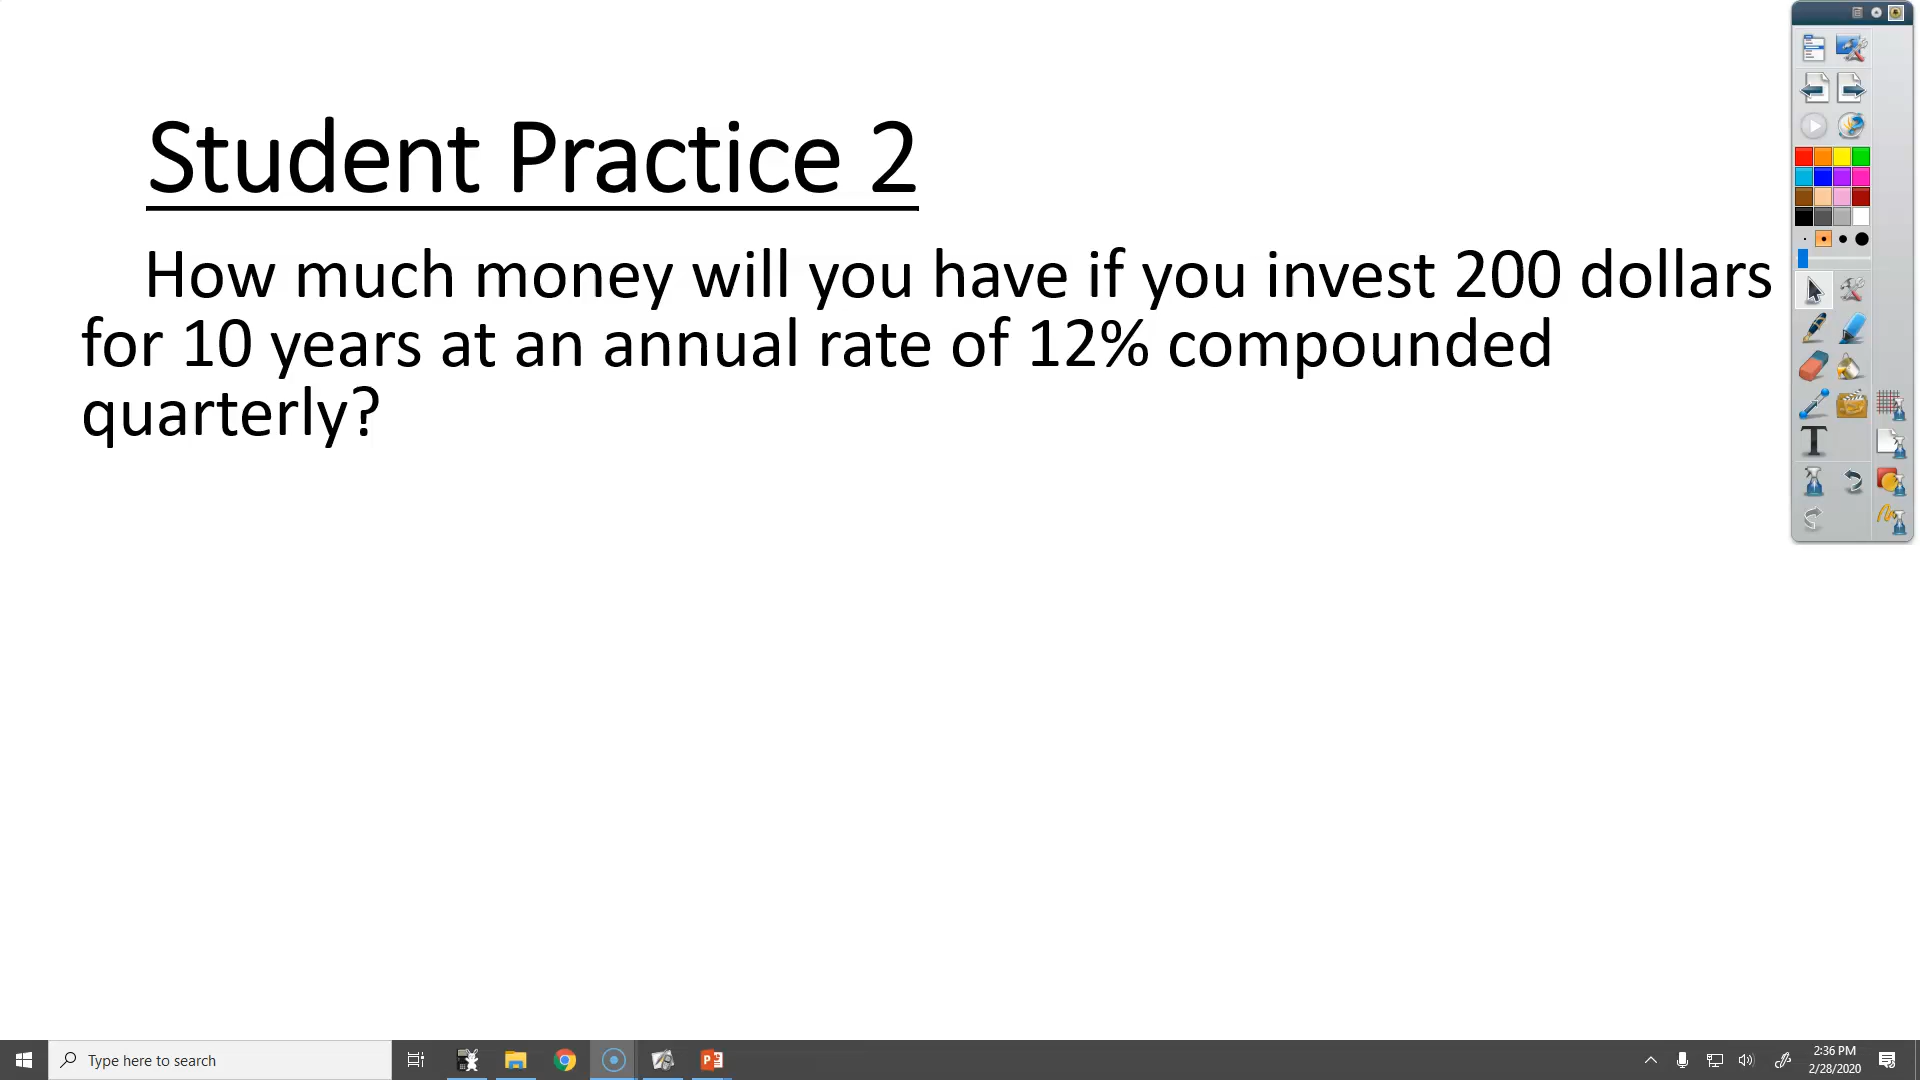 Student Practice 2
How much money will you have if you invest 200 dollars
for 10 years at an annual rate of 12% compounded
quarterly?
T
Type here to search
2:36 PM
2/28/2020